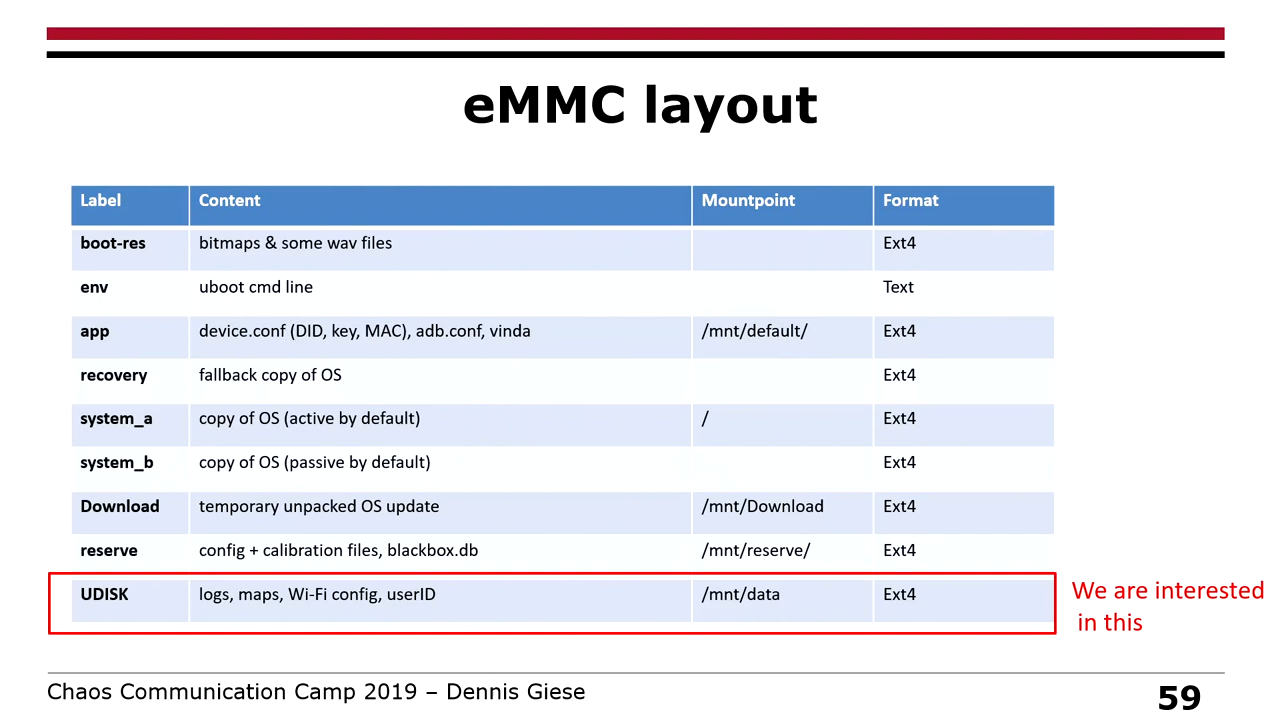 eMMC layout
Label Content Mountpoint Format
boot-res bitmaps & some wav files Ext4
env uboot cmd line Text
app device.conf (DID, key, MAC), adb.conf, vinda /mnt/default/ Ext4
recovery fallback copy of OS Ext4
system_a copy of OS (active by default) / Ext4
system_b copy of OS (passive by default) Ext4
Download temporary unpacked OS update /mnt/Download Ext4
reserve config + calibration files, blackbox.db /mnt/reserve/ Ext4
UDISK logs, maps, Wi-Fi config, userID /mnt/data Ext4
We are interested
in this
Chaos Communication Camp 2019 – Dennis Giese
59